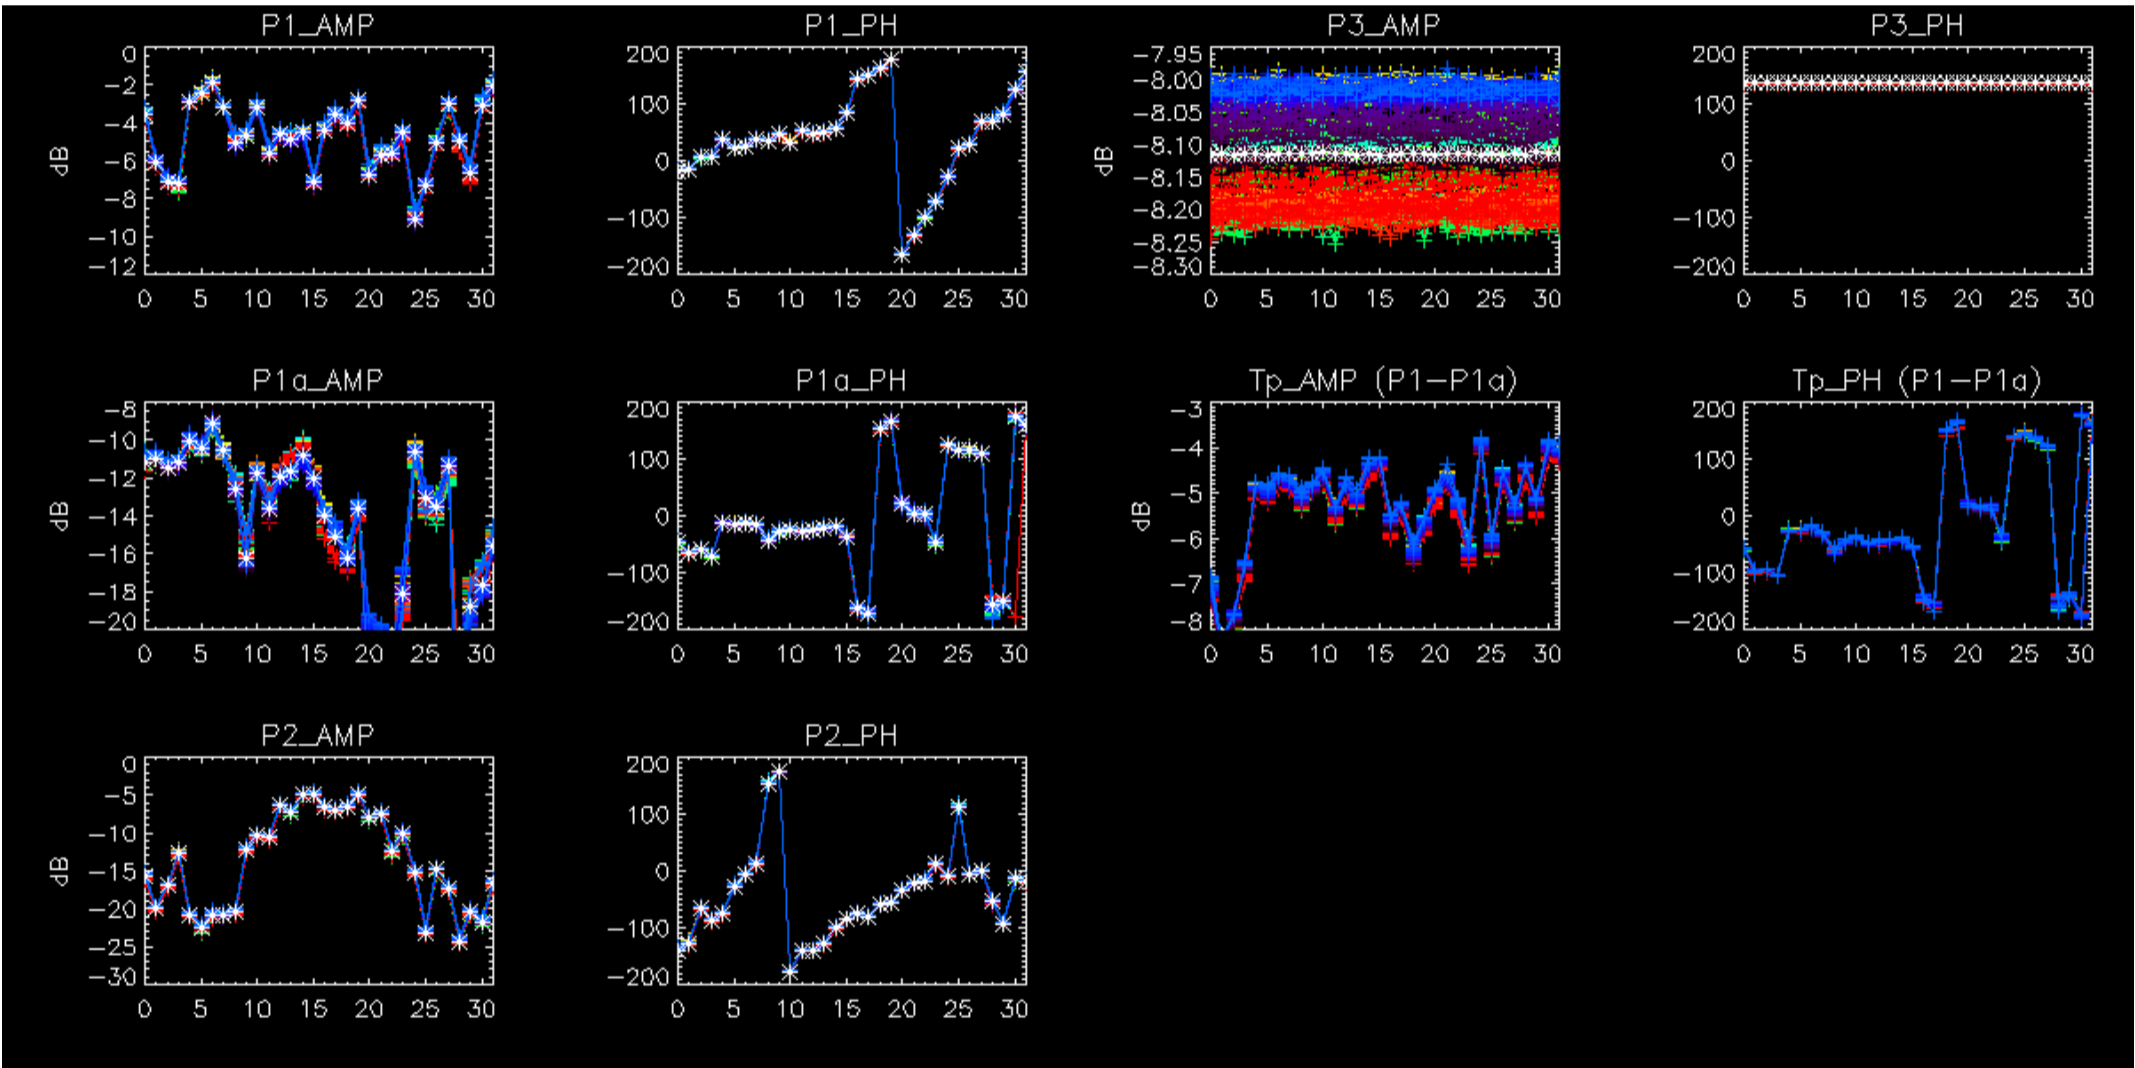 P1_AMP
P1_PH
P3_AMP
P3_PH
dB
0
-2
-4
-6
-8
-10
-12
0 5 10 15 20 25 30
200
100
0
-100
-200
0 5 10 15 20 25 30
dB
-7.95
-8.00
-8.05
-8.10
-8.15
-8.20
-8.25
-8.30
0 5 10 15 20 25 30
200
100
0
-100
-200
0 5 10 15 20 25 30
P1a_AMP
P1a_PH
Tp_AMP (P1-P1a)
Tp_PH (P1-P1a)
dB
-8
-10
-12
-14
-16
-18
-20
0 5 10 15 20 25 30
200
100
0
-100
-200
0 5 10 15 20 25 30
dB
-3
-4
-5
-6
-7
-8
0 5 10 15 20 25 30
200
100
0
-100
-200
0 5 10 15 20 25 30
P2_AMP
P2_PH
dB
0
-5
-10
-15
-20
-25
-30
0 5 10 15 20 25 30
200
100
0
-100
-200
0 5 10 15 20 25 30